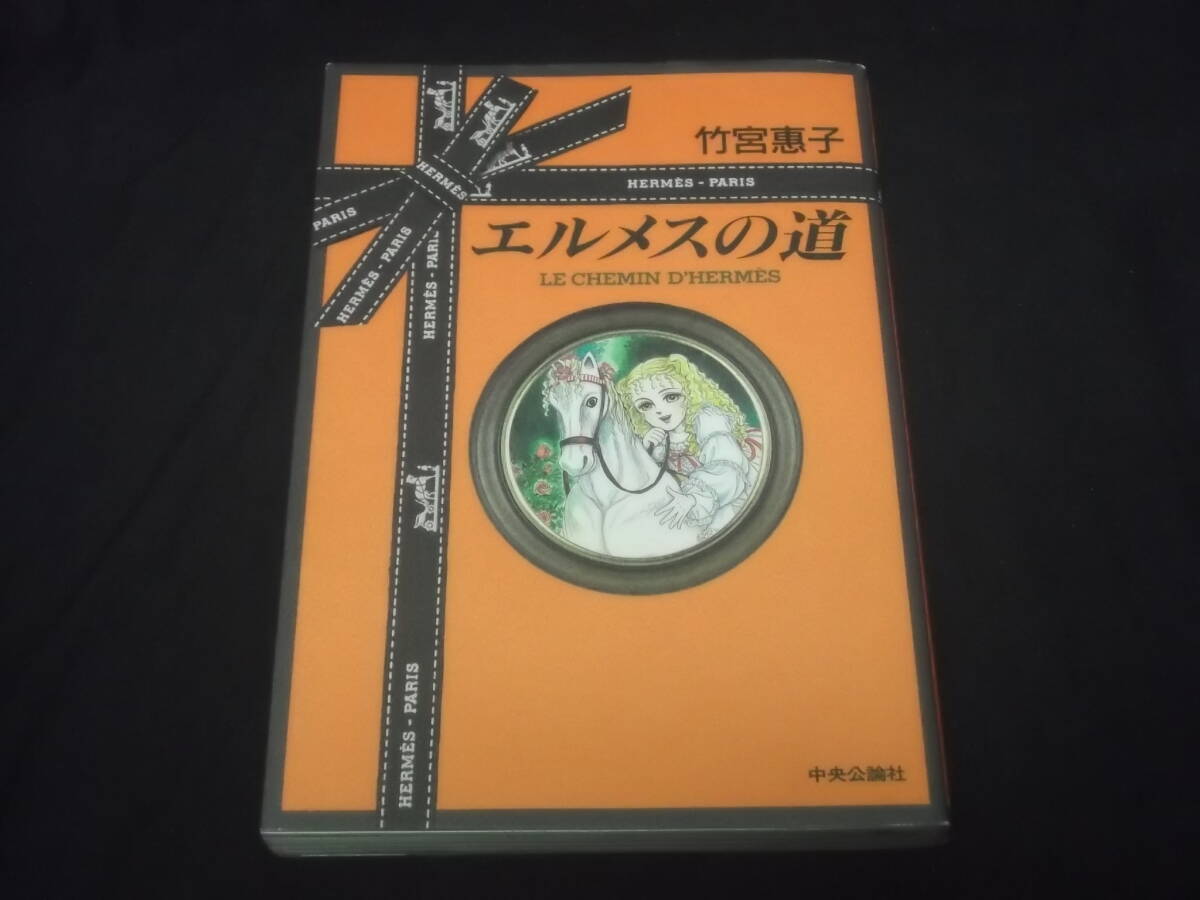 竹宮惠子
HERMÈS - PARIS
HERMÈS
PARIS
HERMÈS - PARIS
HERMÈS - PARIS
エルメスの道
LE CHEMIN D'HERMÈS
HERMÈS - PARIS
中央公論社